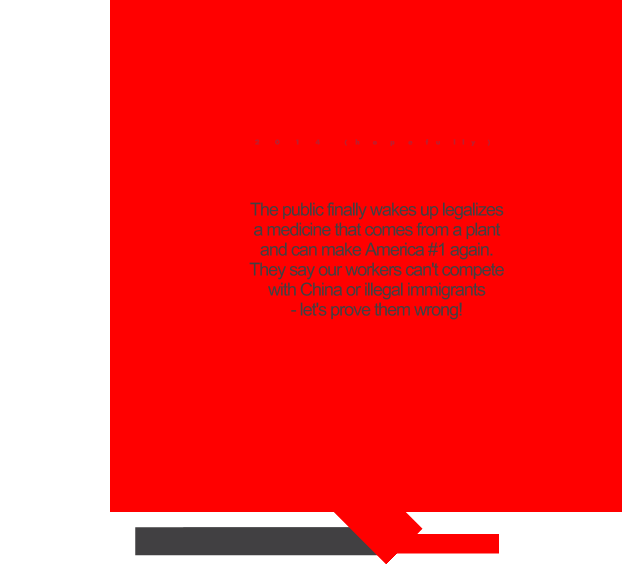 The public finally wakes up legalizes
a medicine that comes from a plant
and can make America #1 again.
They say our workers can't compete
with China or illegal immigrants
- let's prove them wrong!